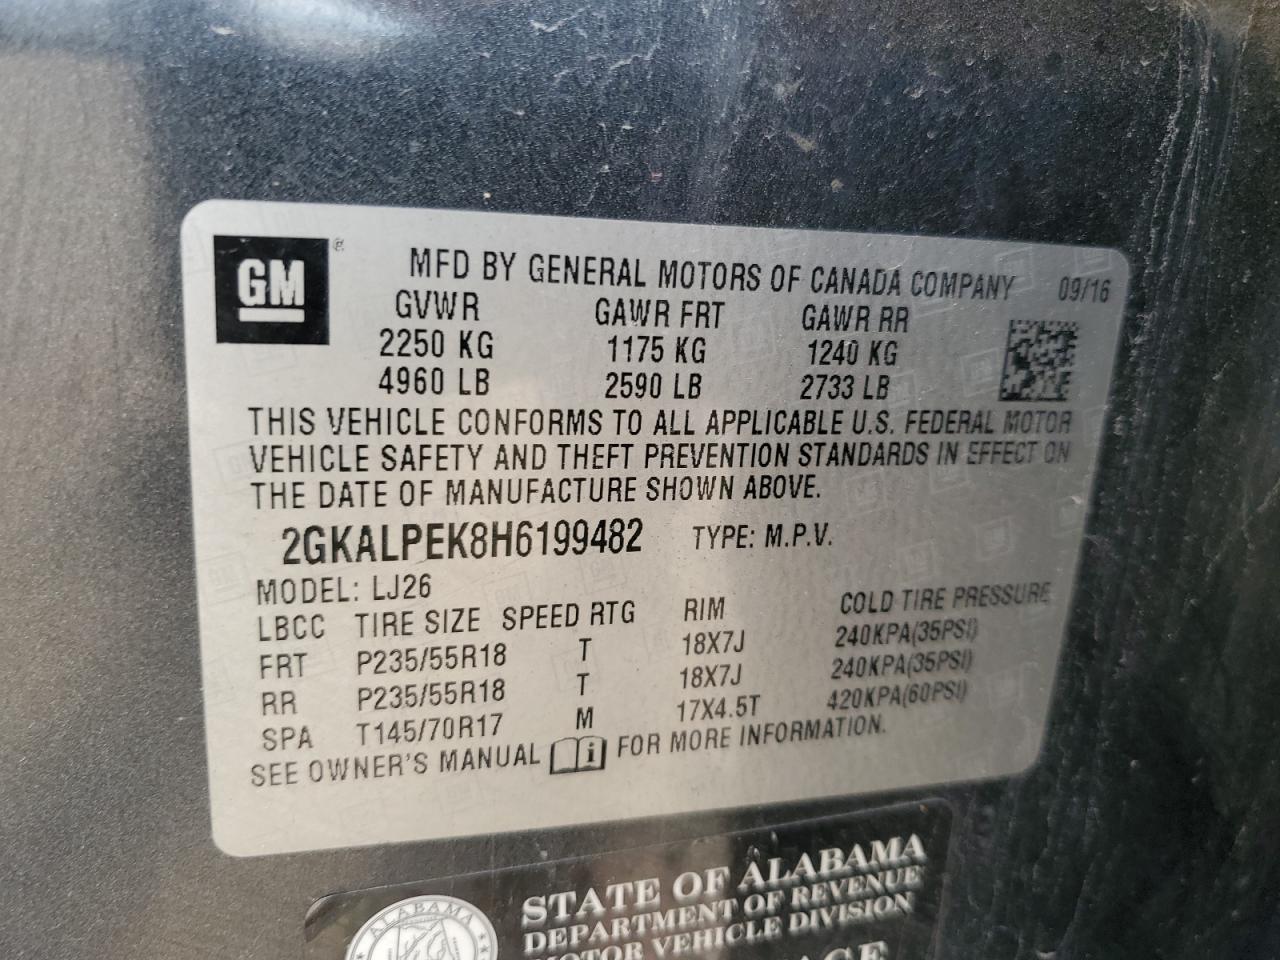 GM ®
MFD BY GENERAL MOTORS OF CANADA COMPANY 09/16
GVWR GAWR FRT GAWR RR
2250 KG 1175 KG 1240 KG
4960 LB 2590 LB 2733 LB
THIS VEHICLE CONFORMS TO ALL APPLICABLE U.S. FEDERAL MOTOR
VEHICLE SAFETY AND THEFT PREVENTION STANDARDS IN EFFECT ON
THE DATE OF MANUFACTURE SHOWN ABOVE.
2GKALPEK8H6199482 TYPE: M.P.V.
MODEL: LJ26
LBCC TIRE SIZE SPEED RTG RIM COLD TIRE PRESSURE
FRT P235/55R18 T 18X7J 240KPA(35PSI)
RR P235/55R18 T 18X7J 240KPA(35PSI)
SPA T145/70R17 M 17X4.5T 420KPA(60PSI)
SEE OWNER'S MANUAL i FOR MORE INFORMATION.
ALABAMA
STATE OF ALABAMA
DEPARTMENT OF REVENUE
MOTOR VEHICLE DIVISION